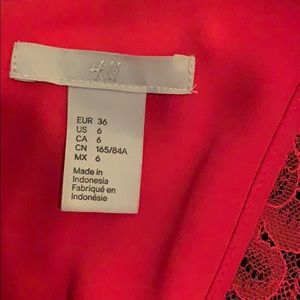 H&M
EUR 36
US 6
CA 6
CN 165/84A
MX 6
Made in
Indonesia
Fabriqué en
Indonésie